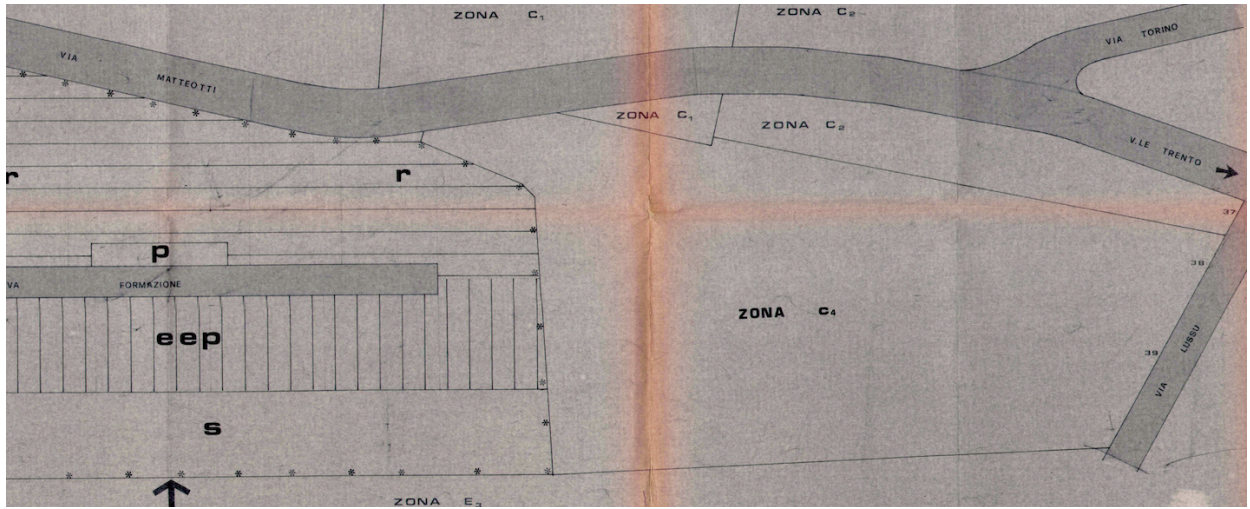 ZONA C₁
ZONA C₂
VIA TORINO
VIA MATTEOTTI
ZONA C₁
ZONA C₂
V.LE TRENTO
r
r
37
p
38
VA FORMAZIONE
ZONA C₄
eep
39
VIA LUSSU
s
ZONA E₃